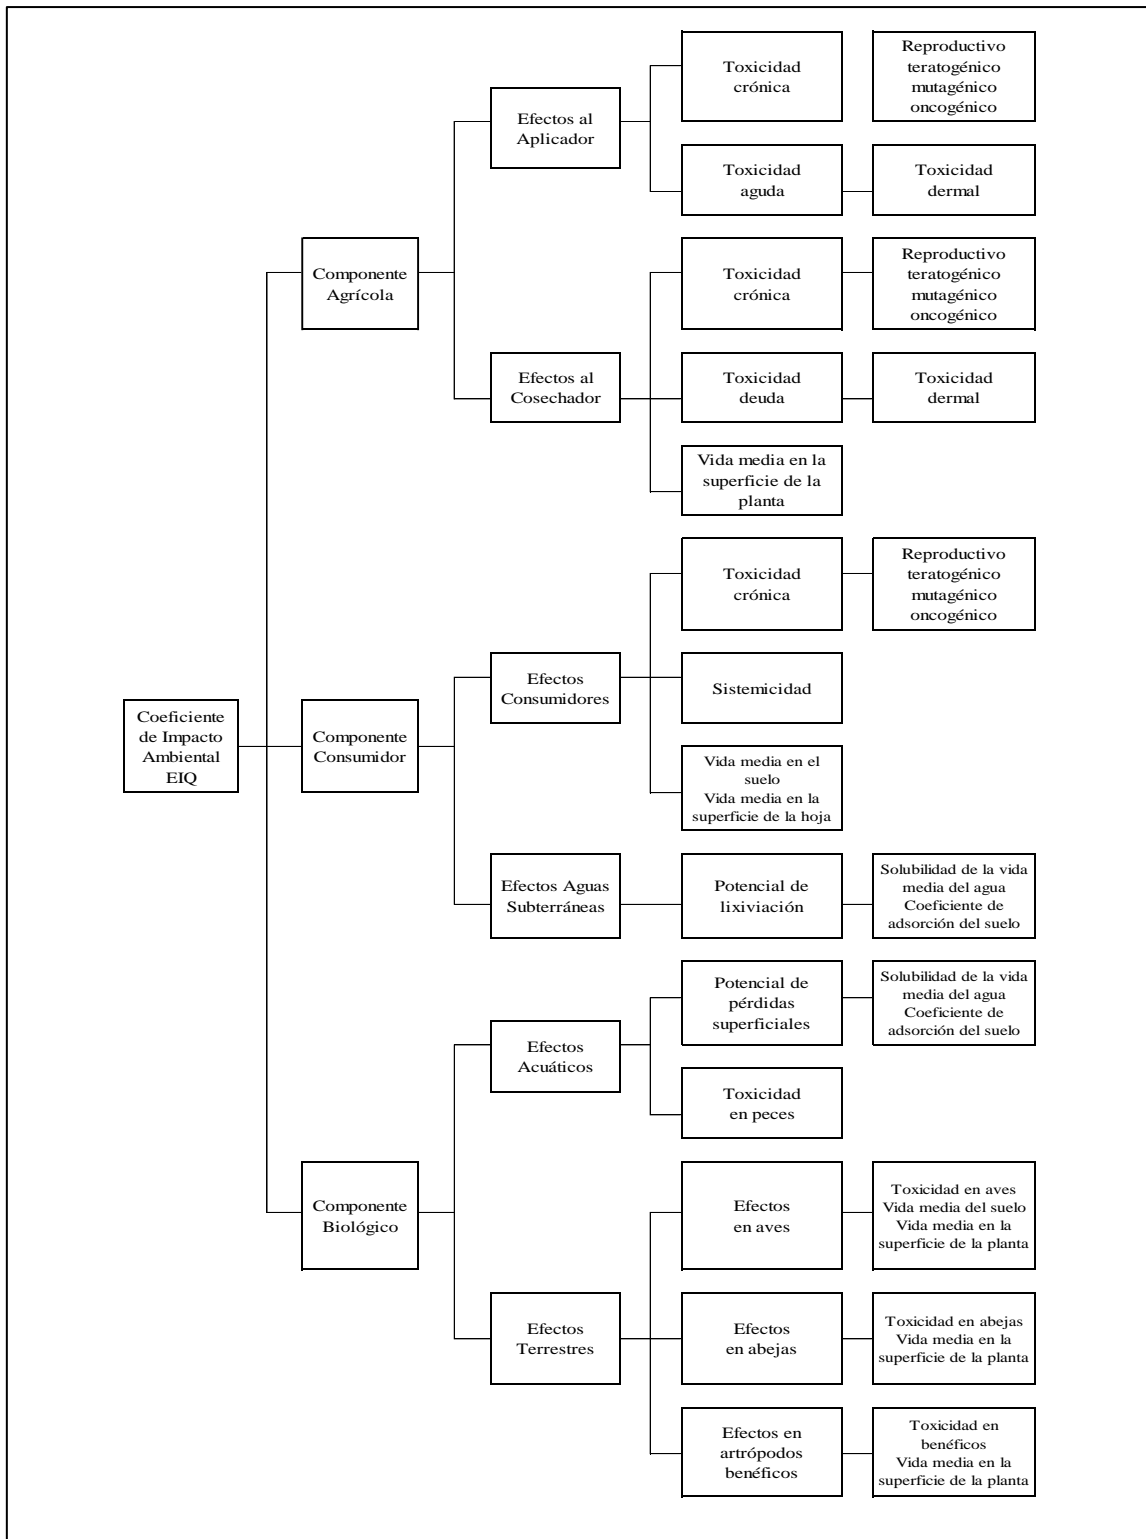 Reproductivo
teratogénico
mutagénico
oncogénico
Toxicidad
crónica
Efectos al
Aplicador
Toxicidad
aguda
Toxicidad
dermal
Componente
Agrícola
Toxicidad
crónica
Reproductivo
teratogénico
mutagénico
oncogénico
Efectos al
Cosechador
Toxicidad
deuda
Toxicidad
dermal
Vida media en la
superficie de la
planta
Toxicidad
crónica
Reproductivo
teratogénico
mutagénico
oncogénico
Efectos
Consumidores
Sistemicidad
Coeficiente
de Impacto
Ambiental
EIQ
Componente
Consumidor
Vida media en el
suelo
Vida media en la
superficie de la hoja
Efectos Aguas
Subterráneas
Potencial de
lixiviación
Solubilidad de la vida
media del agua
Coeficiente de
adsorción del suelo
Potencial de
pérdidas
superficiales
Solubilidad de la vida
media del agua
Coeficiente de
adsorción del suelo
Efectos
Acuáticos
Toxicidad
en peces
Componente
Biológico
Efectos
en aves
Toxicidad en aves
Vida media del suelo
Vida media en la
superficie de la planta
Efectos
Terrestres
Efectos
en abejas
Toxicidad en abejas
Vida media en la
superficie de la planta
Efectos en
artrópodos
benéficos
Toxicidad en
benéficos
Vida media en la
superficie de la planta